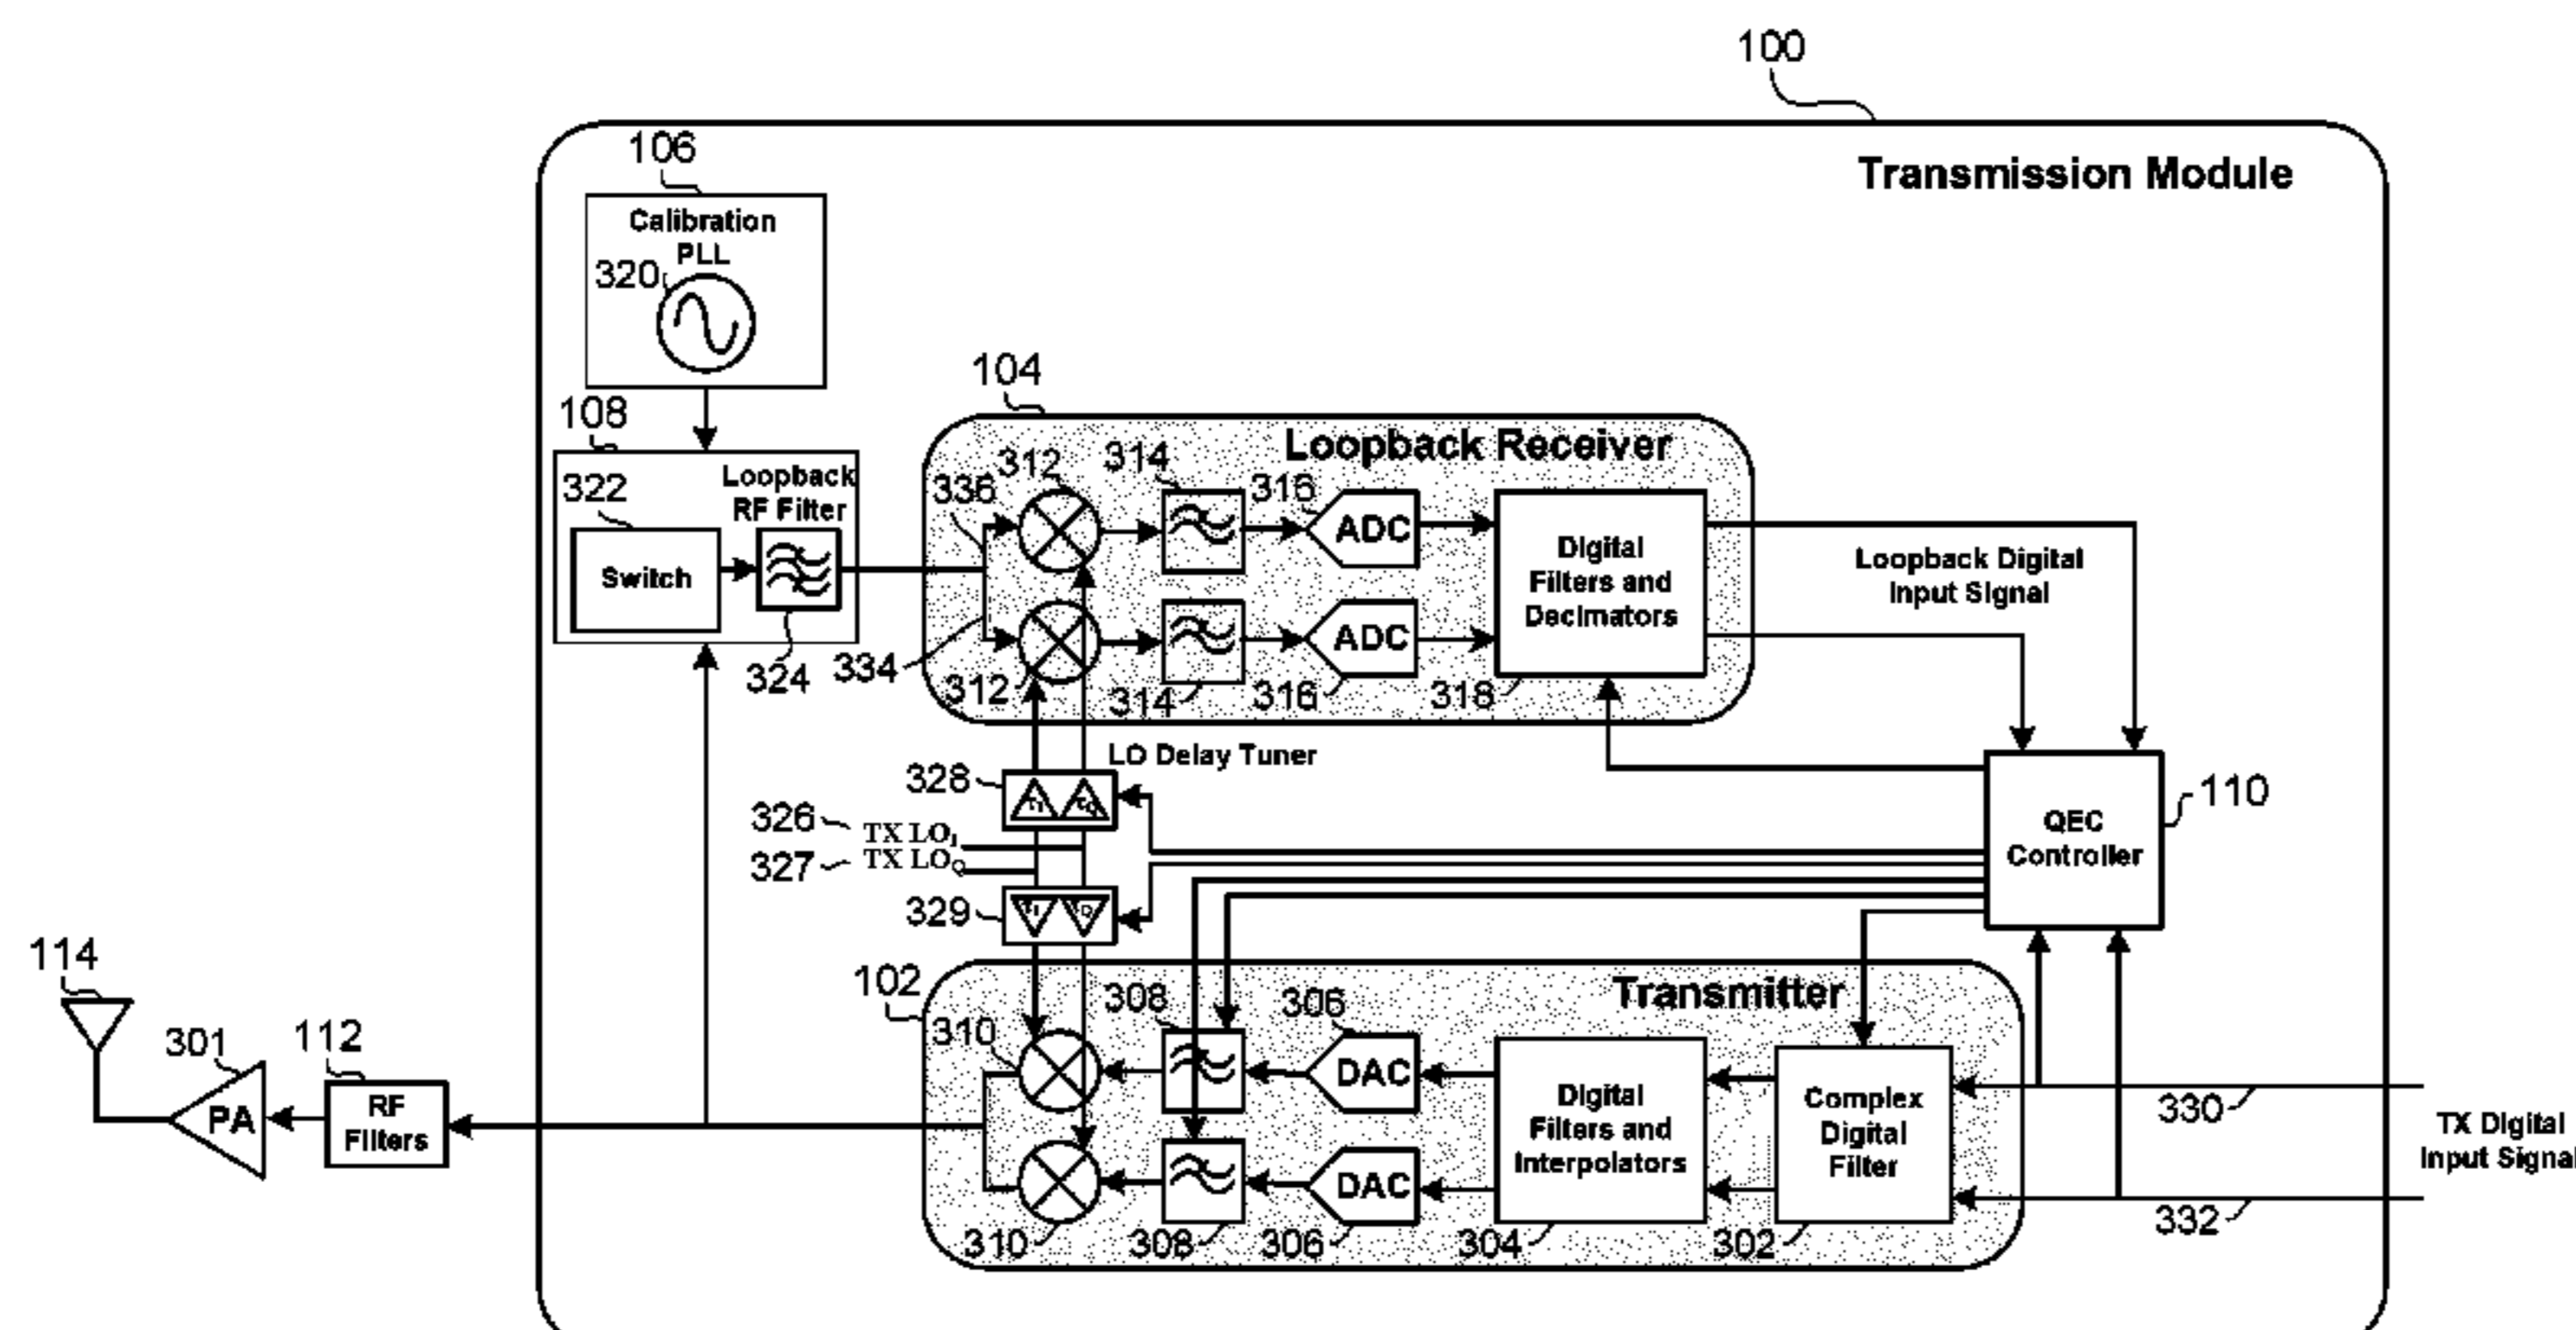 100
Transmission Module
106
Calibration
PLL
320
108
322
Loopback
RF Filter
Switch
324
104
Loopback Receiver
336
312
314
316
ADC
Digital
Filters and
Decimators
334
312
314
316
ADC
318
Loopback Digital
Input Signal
LO Delay Tuner
328
τI τQ
326
TX LOI
327
TX LOQ
329
τI τQ
QEC
Controller
110
114
301
PA
112
RF
Filters
102
Transmitter
310
308
306
DAC
Digital
Filters and
Interpolators
Complex
Digital
Filter
330
TX Digital
Input Signal
310
308
306
DAC
304
302
332